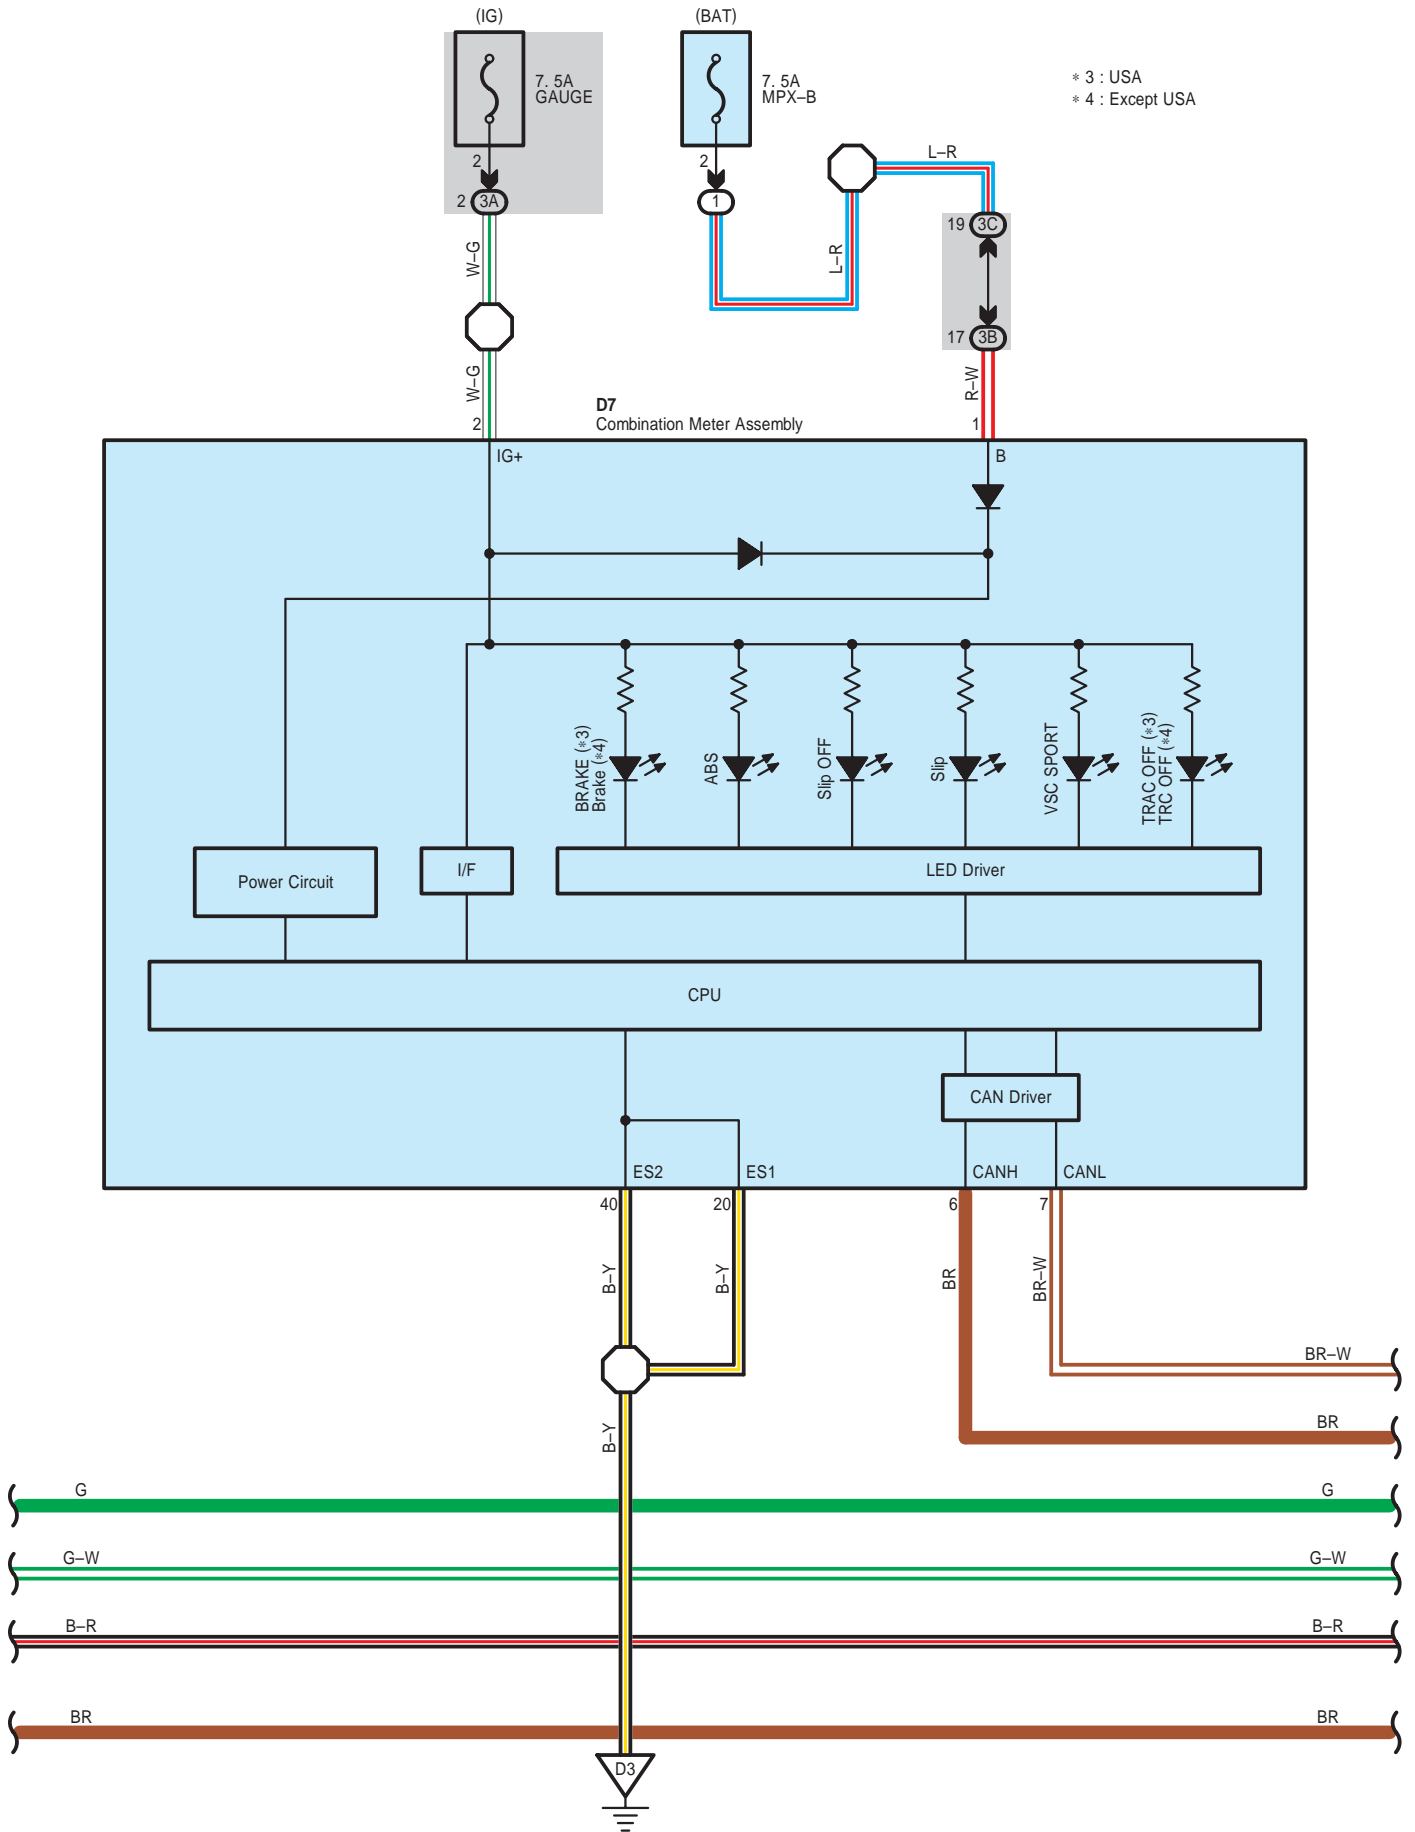 (IG)
(BAT)
7. 5A
GAUGE
7. 5A
MPX–B
∗ 3 : USA
∗ 4 : Except USA
2
2 3A
2
1
L–R
L–R
19 3C
17 3B
W–G
W–G
R–W
D7
Combination Meter Assembly
2
1
IG+
B
BRAKE (∗3)
Brake (∗4)
ABS
Slip OFF
Slip
VSC SPORT
TRAC OFF (∗3)
TRC OFF (∗4)
Power Circuit
I/F
LED Driver
CPU
CAN Driver
ES2
ES1
CANH
CANL
40
20
6
7
B–Y
B–Y
BR
BR–W
BR–W
B–Y
BR
G
G
G–W
G–W
B–R
B–R
BR
BR
D3